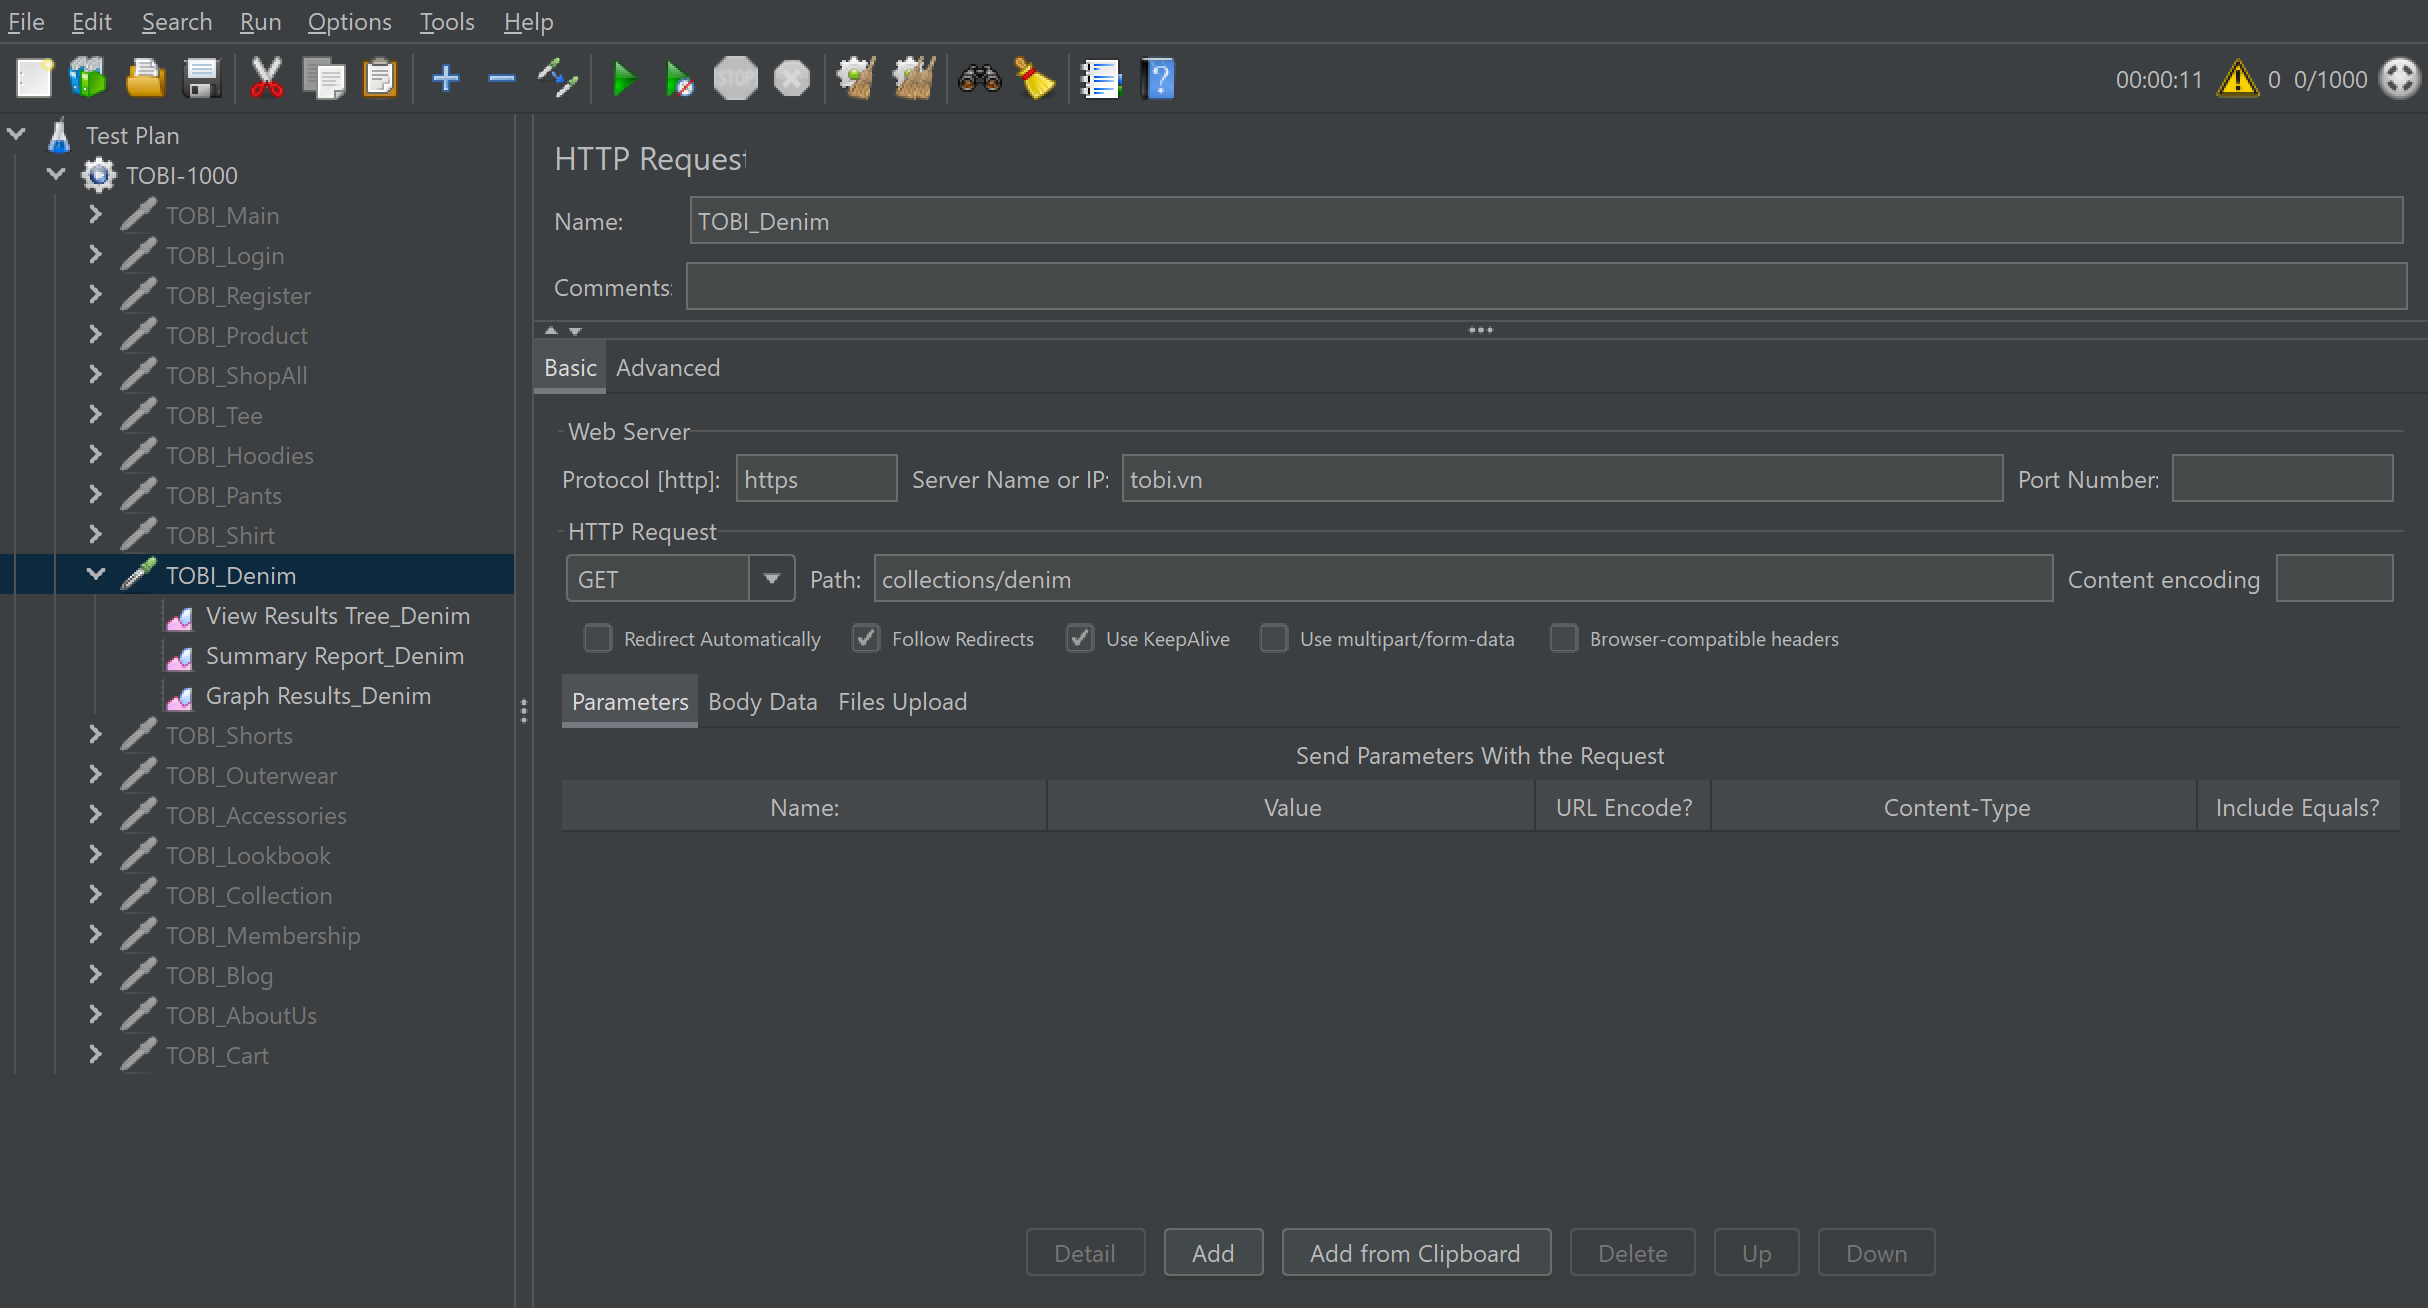 File Edit Search Run Options Tools Help
STOP
00:00:11 0 0/1000
Test Plan
TOBI-1000
TOBI_Main
TOBI_Login
TOBI_Register
TOBI_Product
TOBI_ShopAll
TOBI_Tee
TOBI_Hoodies
TOBI_Pants
TOBI_Shirt
TOBI_Denim
View Results Tree_Denim
Summary Report_Denim
Graph Results_Denim
TOBI_Shorts
TOBI_Outerwear
TOBI_Accessories
TOBI_Lookbook
TOBI_Collection
TOBI_Membership
TOBI_Blog
TOBI_AboutUs
TOBI_Cart
HTTP Request
Name: TOBI_Denim
Comments:
Basic Advanced
Web Server
Protocol [http]: https Server Name or IP: tobi.vn Port Number:
HTTP Request
GET Path: collections/denim Content encoding
Redirect Automatically Follow Redirects Use KeepAlive Use multipart/form-data Browser-compatible headers
Parameters Body Data Files Upload
Send Parameters With the Request
Name: Value URL Encode? Content-Type Include Equals?
Detail Add Add from Clipboard Delete Up Down